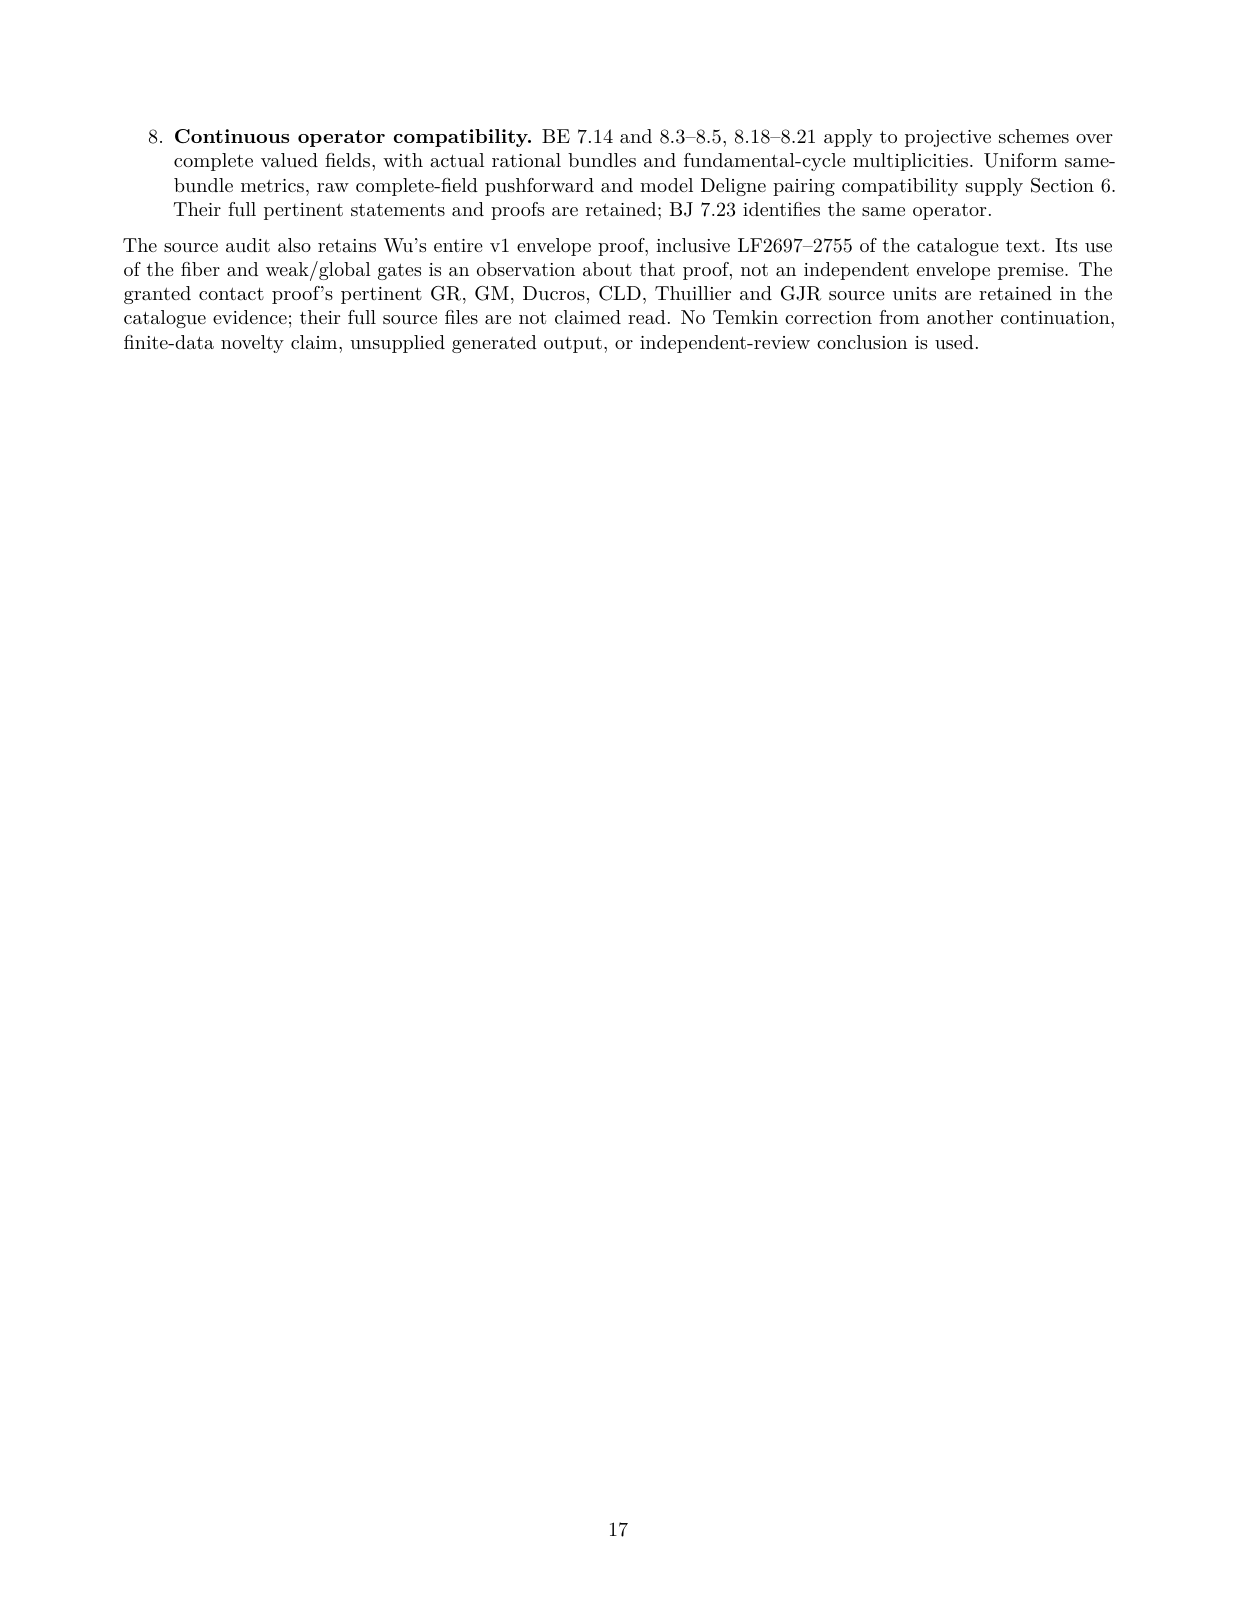 8. Continuous operator compatibility. BE 7.14 and 8.3–8.5, 8.18–8.21 apply to projective schemes over
complete valued fields, with actual rational bundles and fundamental-cycle multiplicities. Uniform same-
bundle metrics, raw complete-field pushforward and model Deligne pairing compatibility supply Section 6.
Their full pertinent statements and proofs are retained; BJ 7.23 identifies the same operator.
The source audit also retains Wu's entire v1 envelope proof, inclusive LF2697–2755 of the catalogue text. Its use
of the fiber and weak/global gates is an observation about that proof, not an independent envelope premise. The
granted contact proof's pertinent GR, GM, Ducros, CLD, Thuillier and GJR source units are retained in the
catalogue evidence; their full source files are not claimed read. No Temkin correction from another continuation,
finite-data novelty claim, unsupplied generated output, or independent-review conclusion is used.
17